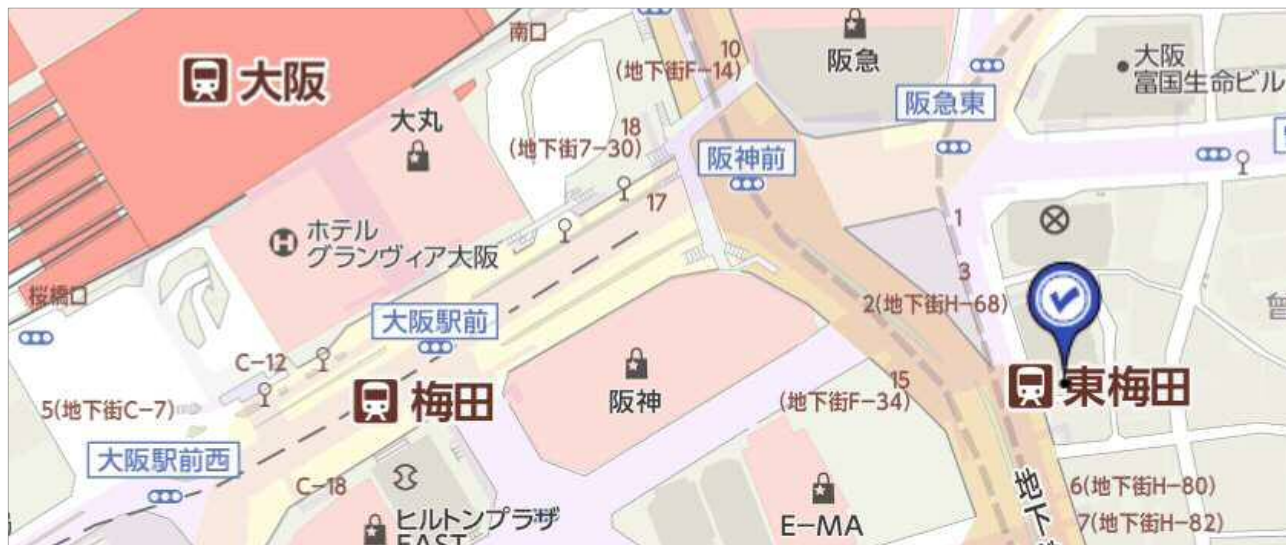 南口
10
(地下街F-14)
阪急
大阪
富国生命ビル
大阪
大丸
18
(地下街7-30)
阪神前
阪急東
17
1
ホテル
グランヴィア大阪
3
桜橋口
大阪駅前
2(地下街H-68)
C-12
梅田
阪神
15
(地下街F-34)
東梅田
5(地下街C-7)
大阪駅前西
C-18
ヒルトンプラザ
EAST
E-MA
地下
6(地下街H-80)
7(地下街H-82)